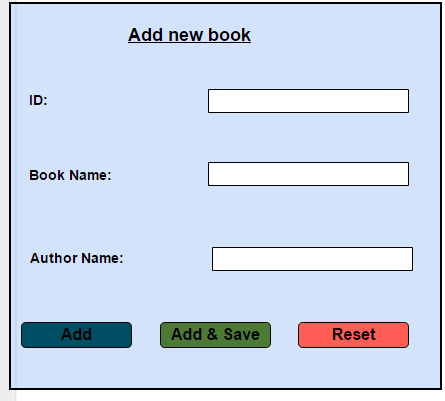 Add new book
ID:
Book Name:
Author Name:
Add Add & Save Reset